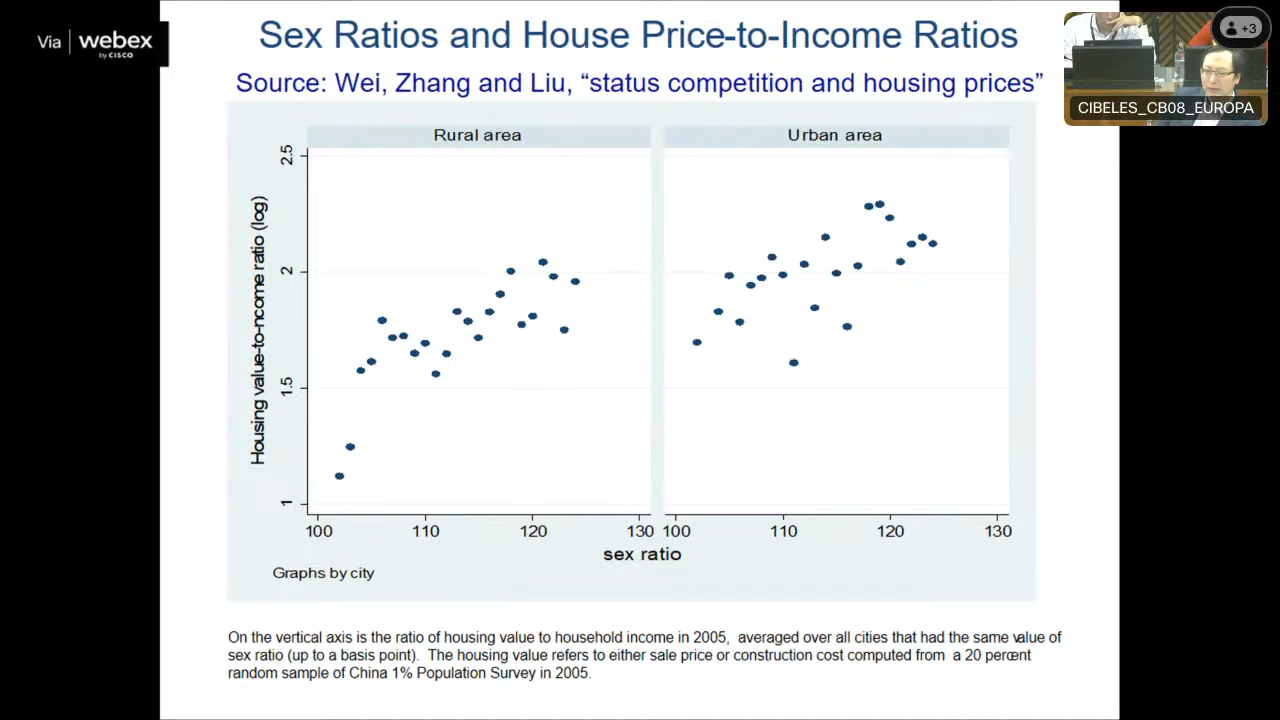 Via webex
by CISCO
Sex Ratios and House Price-to-Income Ratios
Source: Wei, Zhang and Liu, “status competition and housing prices”
+3
CIBELES_CB08_EUROPA
Rural area
Urban area
Housing value-to-ncome ratio (log)
2.5
2
1.5
1
100 110 120 130
100 110 120 130
sex ratio
Graphs by city
On the vertical axis is the ratio of housing value to household income in 2005, averaged over all cities that had the same value of
sex ratio (up to a basis point). The housing value refers to either sale price or construction cost computed from a 20 percent
random sample of China 1% Population Survey in 2005.